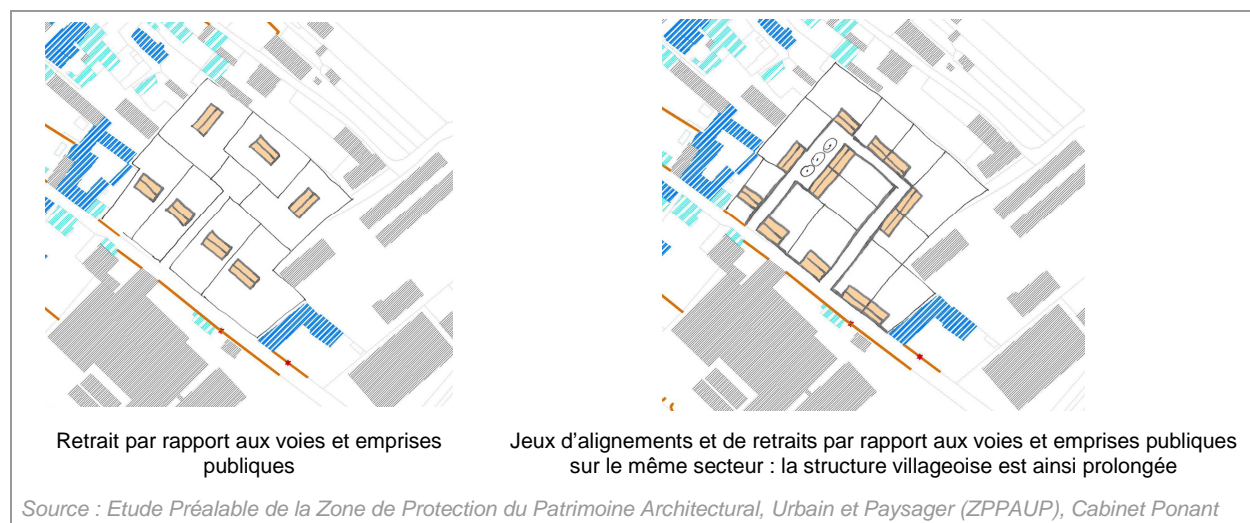 Retrait par rapport aux voies et emprises
publiques
Jeux d’alignements et de retraits par rapport aux voies et emprises publiques
sur le même secteur : la structure villageoise est ainsi prolongée
Source : Etude Préalable de la Zone de Protection du Patrimoine Architectural, Urbain et Paysager (ZPPAUP), Cabinet Ponant